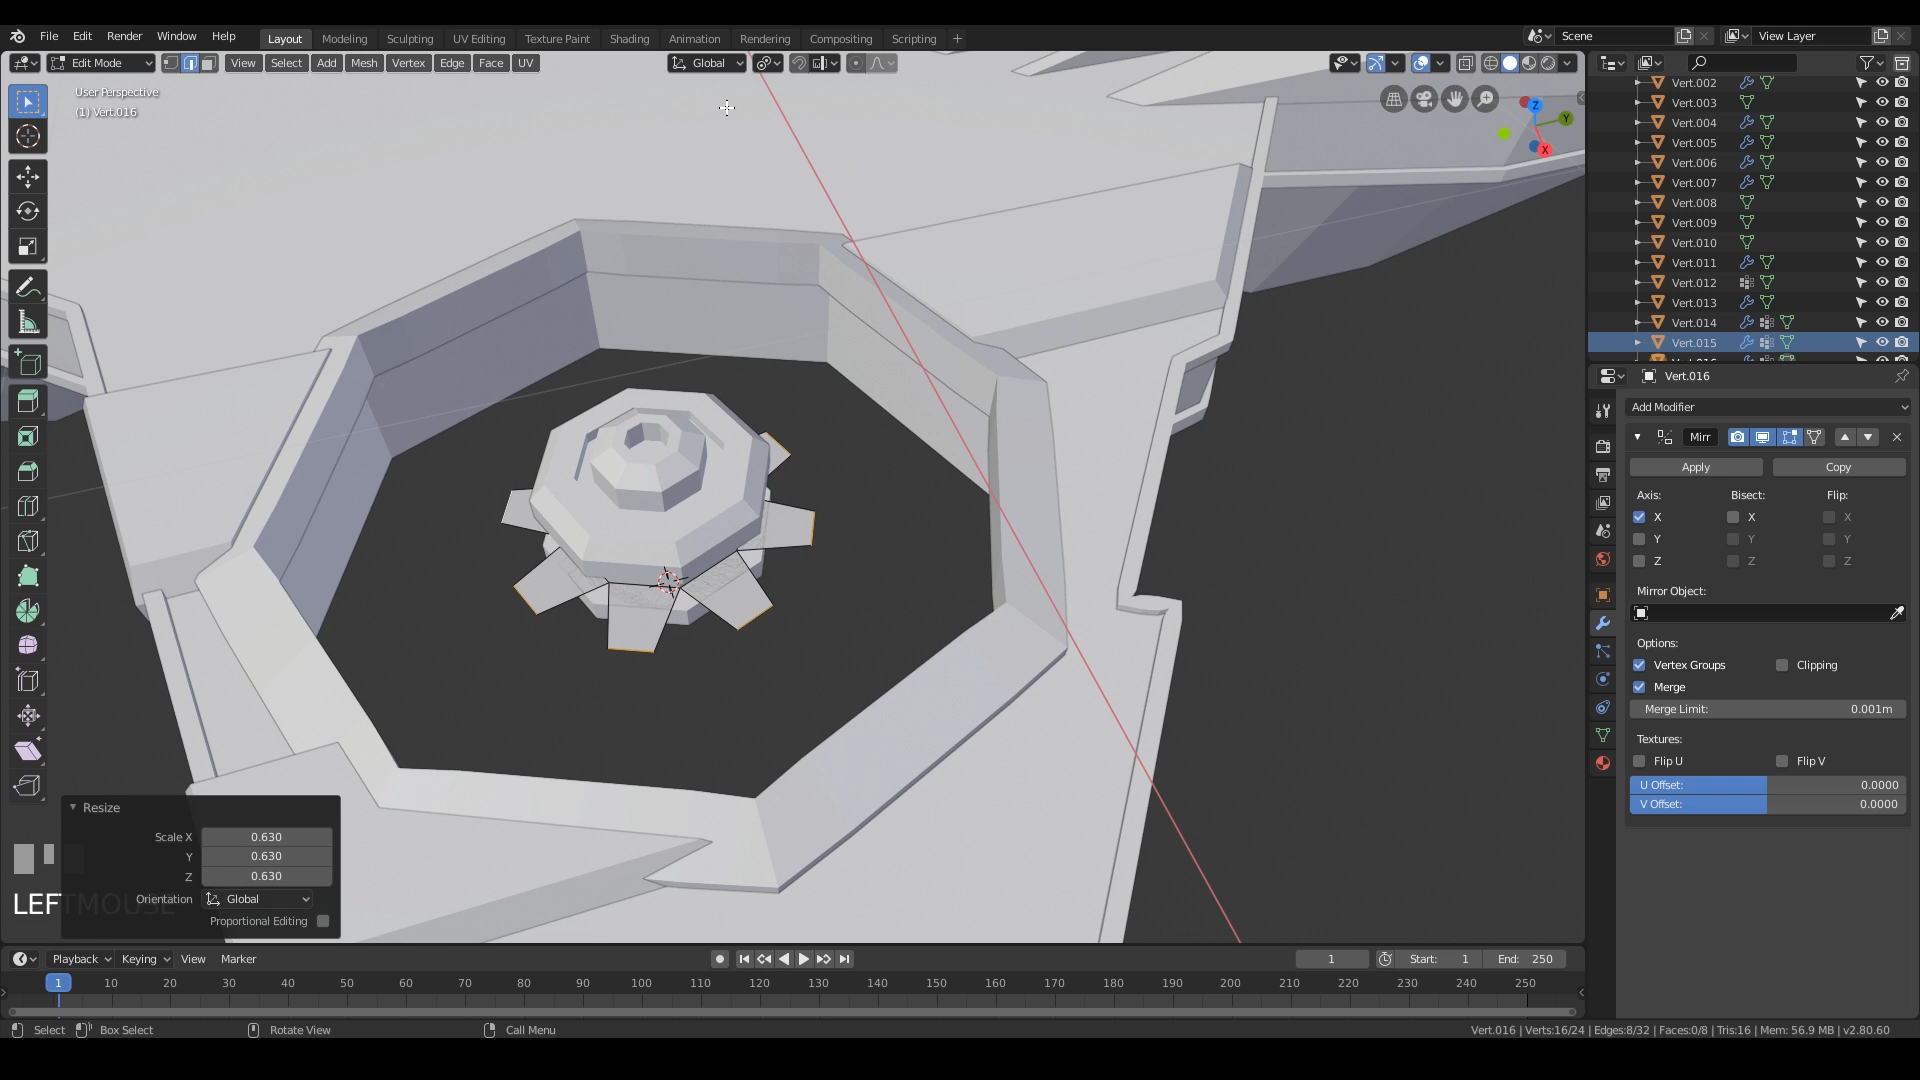 File Edit Render Window Help Layout Modeling Sculpting UV Editing Texture Paint Shading Animation Rendering Compositing Scripting + Scene View Layer
Edit Mode View Select Add Mesh Vertex Edge Face UV Global
User Perspective
(1) Vert.016
Z
Y
X
Vert.002
Vert.003
Vert.004
Vert.005
Vert.006
Vert.007
Vert.008
Vert.009
Vert.010
Vert.011
Vert.012
Vert.013
Vert.014
Vert.015
Vert.016
Add Modifier
Mirr
Apply Copy
Axis: Bisect: Flip:
X X X
Y Y Y
Z Z Z
Mirror Object:
Options:
Vertex Groups Clipping
Merge
Merge Limit: 0.001m
Textures:
Flip U Flip V
U Offset: 0.0000
V Offset: 0.0000
Resize
Scale X 0.630
Y 0.630
Z 0.630
Orientation Global
Proportional Editing
LEFTMOUSE
Playback Keying View Marker 1 Start: 1 End: 250
1 10 20 30 40 50 60 70 80 90 100 110 120 130 140 150 160 170 180 190 200 210 220 230 240 250
Select Box Select Rotate View Call Menu Vert.016 | Verts:16/24 | Edges:8/32 | Faces:0/8 | Tris:16 | Mem: 56.9 MB | v2.80.60